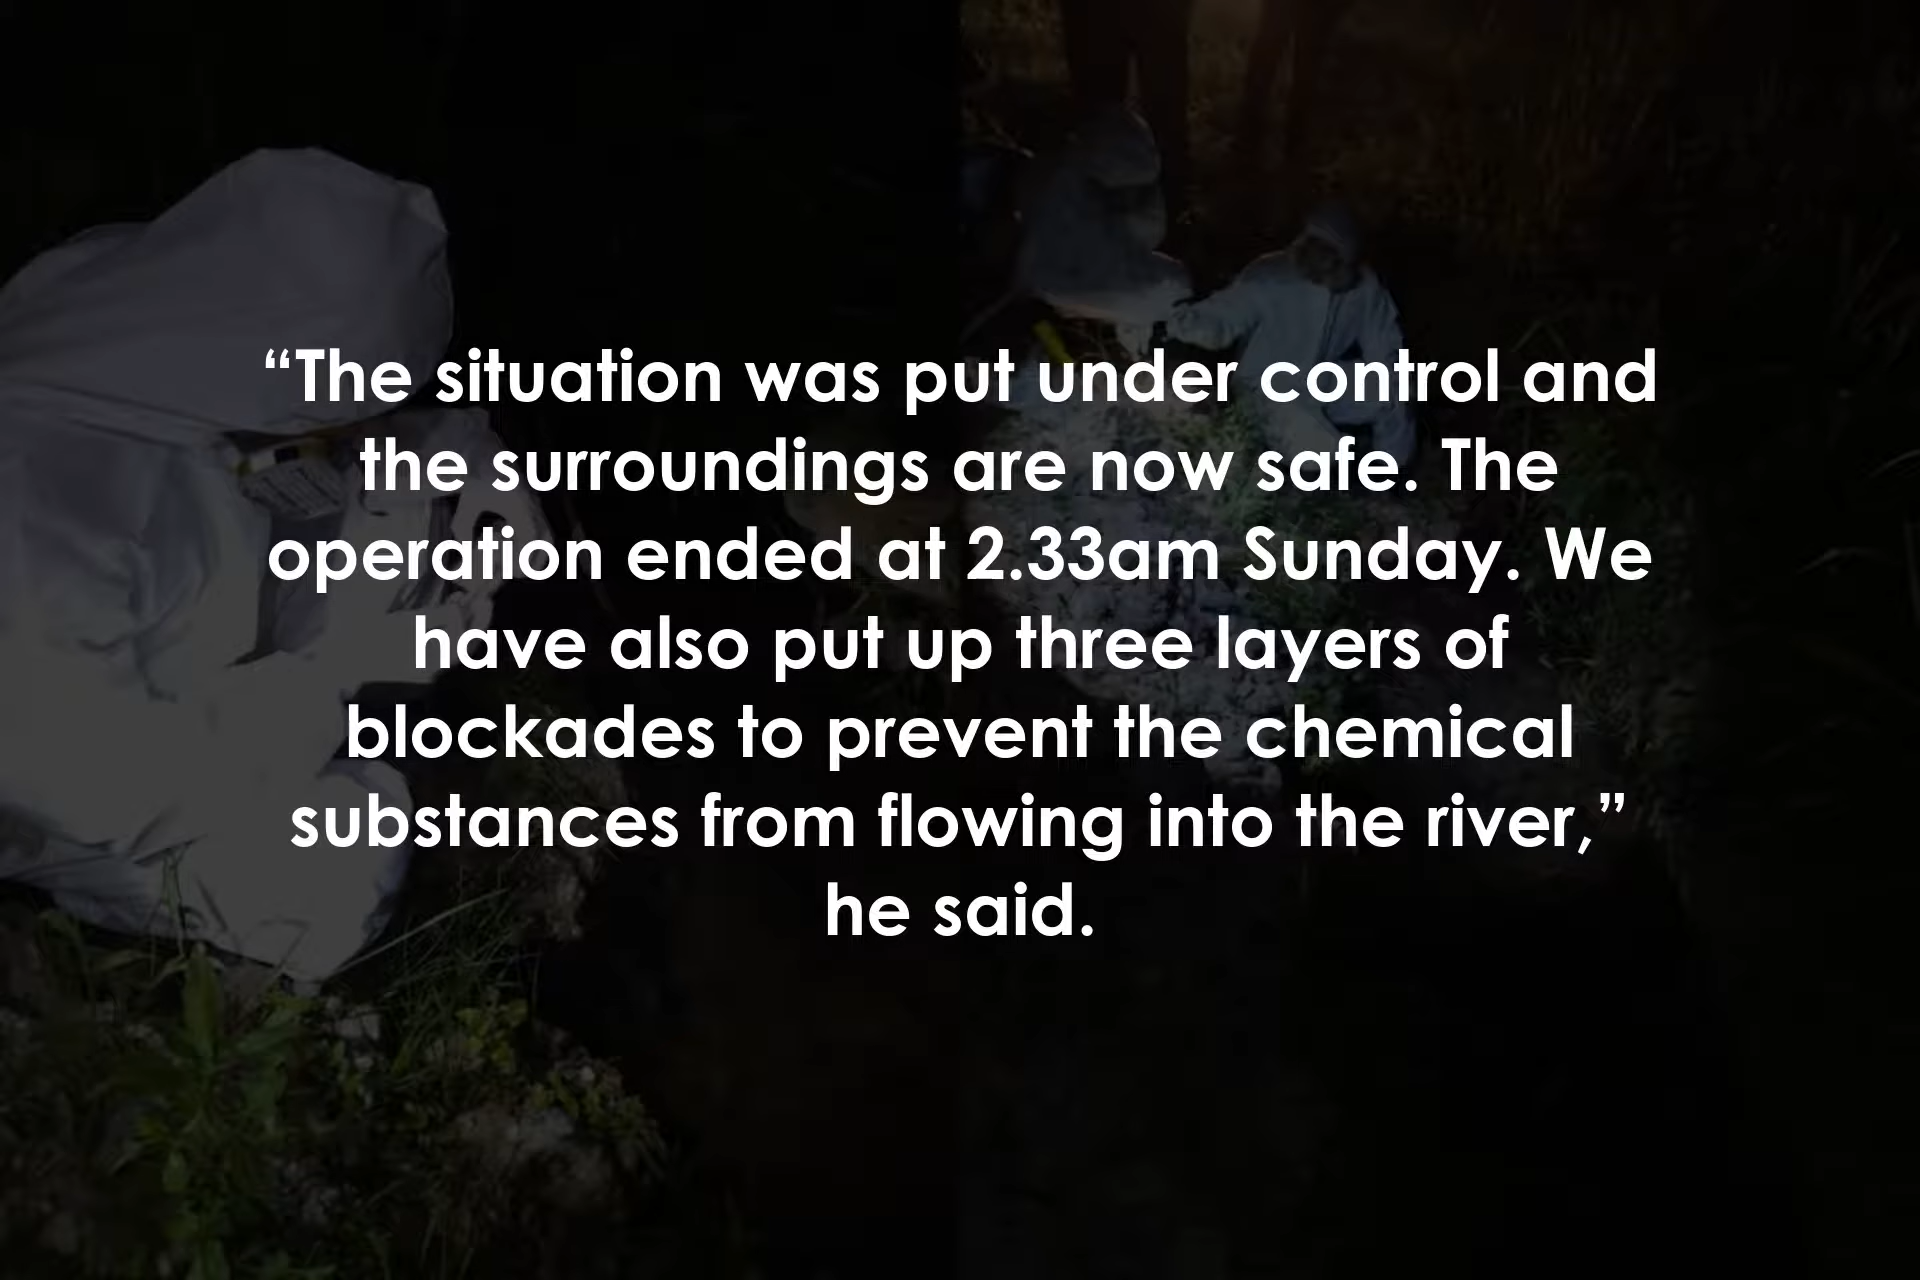 “The situation was put under control and
the surroundings are now safe. The
operation ended at 2.33am Sunday. We
have also put up three layers of
blockades to prevent the chemical
substances from flowing into the river,”
he said.